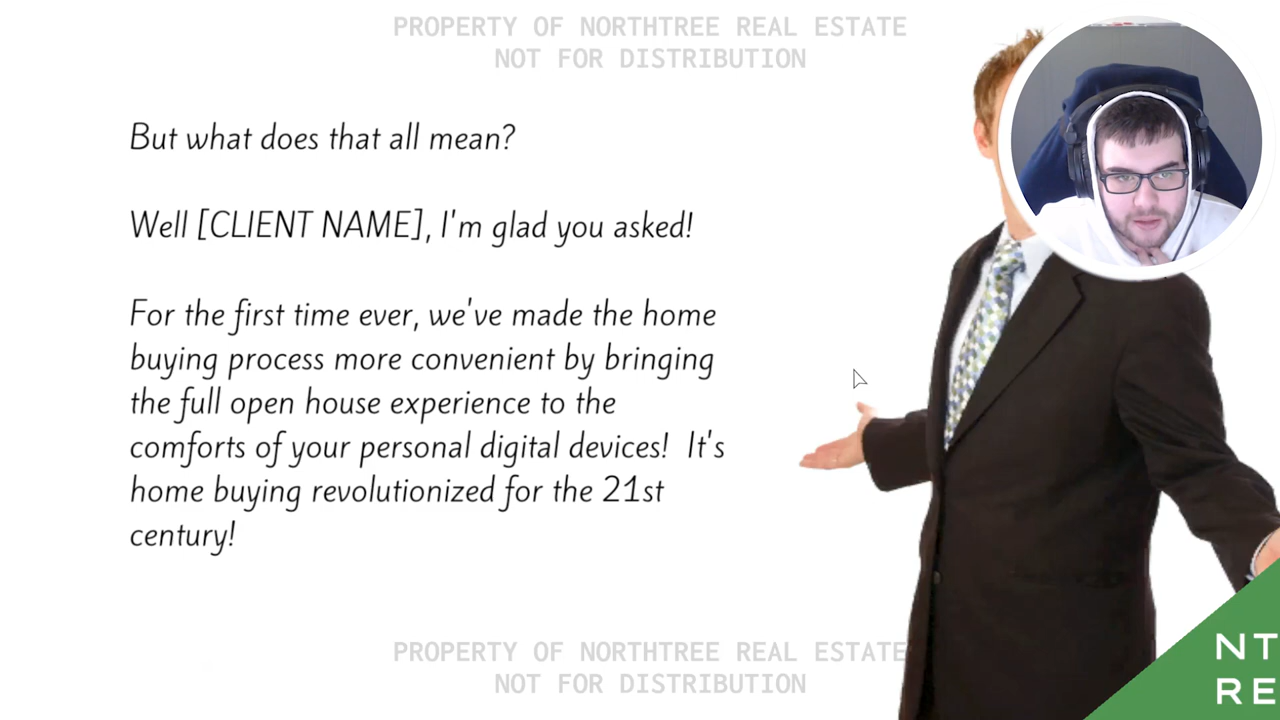 PROPERTY OF NORTHTREE REAL ESTATE
NOT FOR DISTRIBUTION
But what does that all mean?
Well [CLIENT NAME], I'm glad you asked!
For the first time ever, we've made the home
buying process more convenient by bringing
the full open house experience to the
comforts of your personal digital devices!  It's
home buying revolutionized for the 21st
century!
PROPERTY OF NORTHTREE REAL ESTATE
NOT FOR DISTRIBUTION
NT
RE